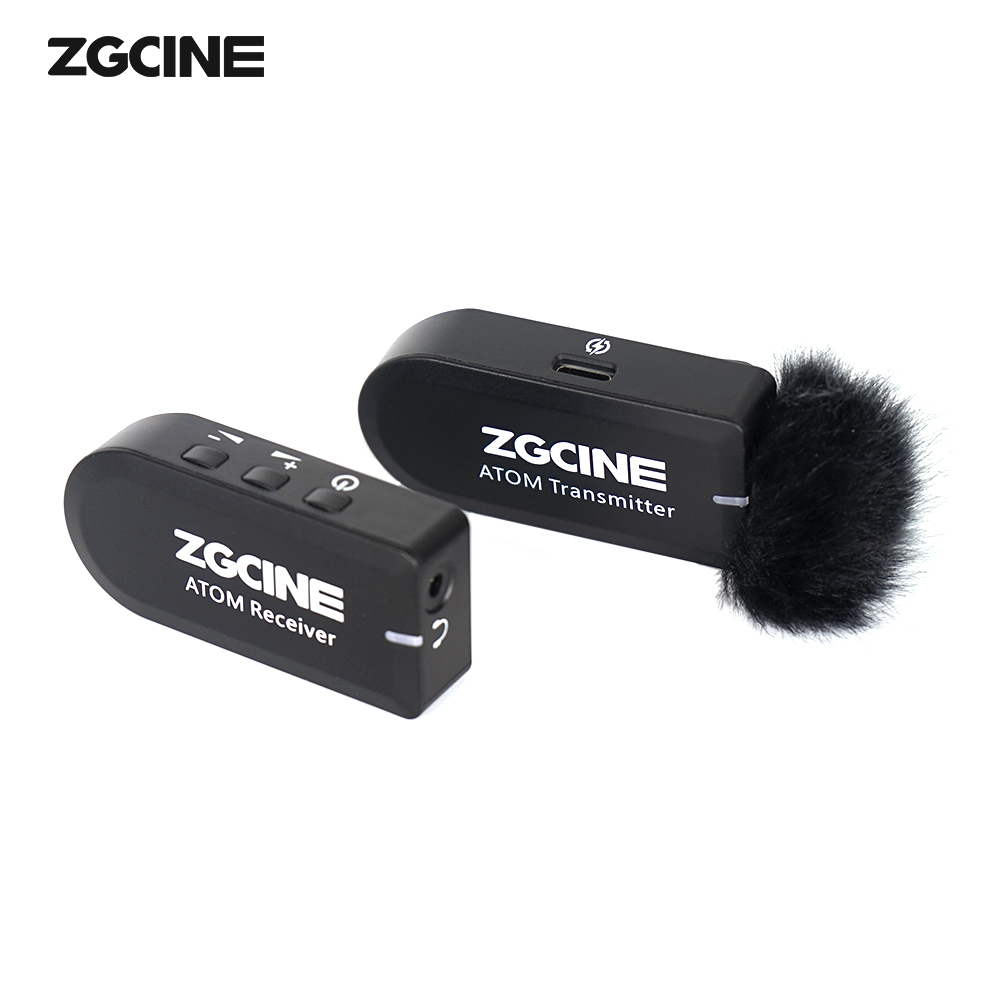 ZGCINE
ZGCINE
ATOM Transmitter
ZGCINE
ATOM Receiver
- +